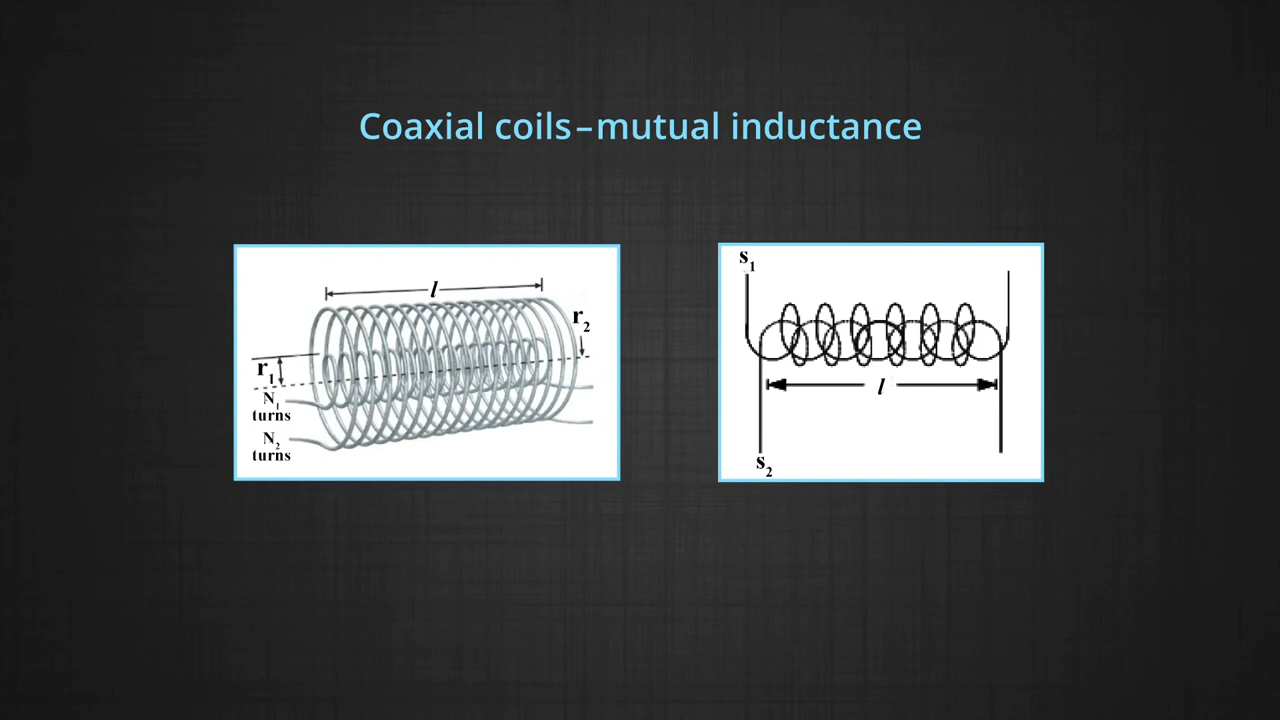 Coaxial coils – mutual inductance
l
r2
r1
N1
turns
N2
turns
s1
l
s2